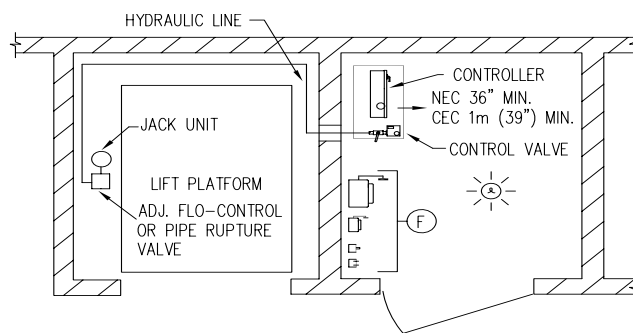 HYDRAULIC LINE
CONTROLLER
NEC 36” MIN.
CEC 1m (39”) MIN.
CONTROL VALVE
JACK UNIT
LIFT PLATFORM
ADJ. FLO-CONTROL
OR PIPE RUPTURE
VALVE
F